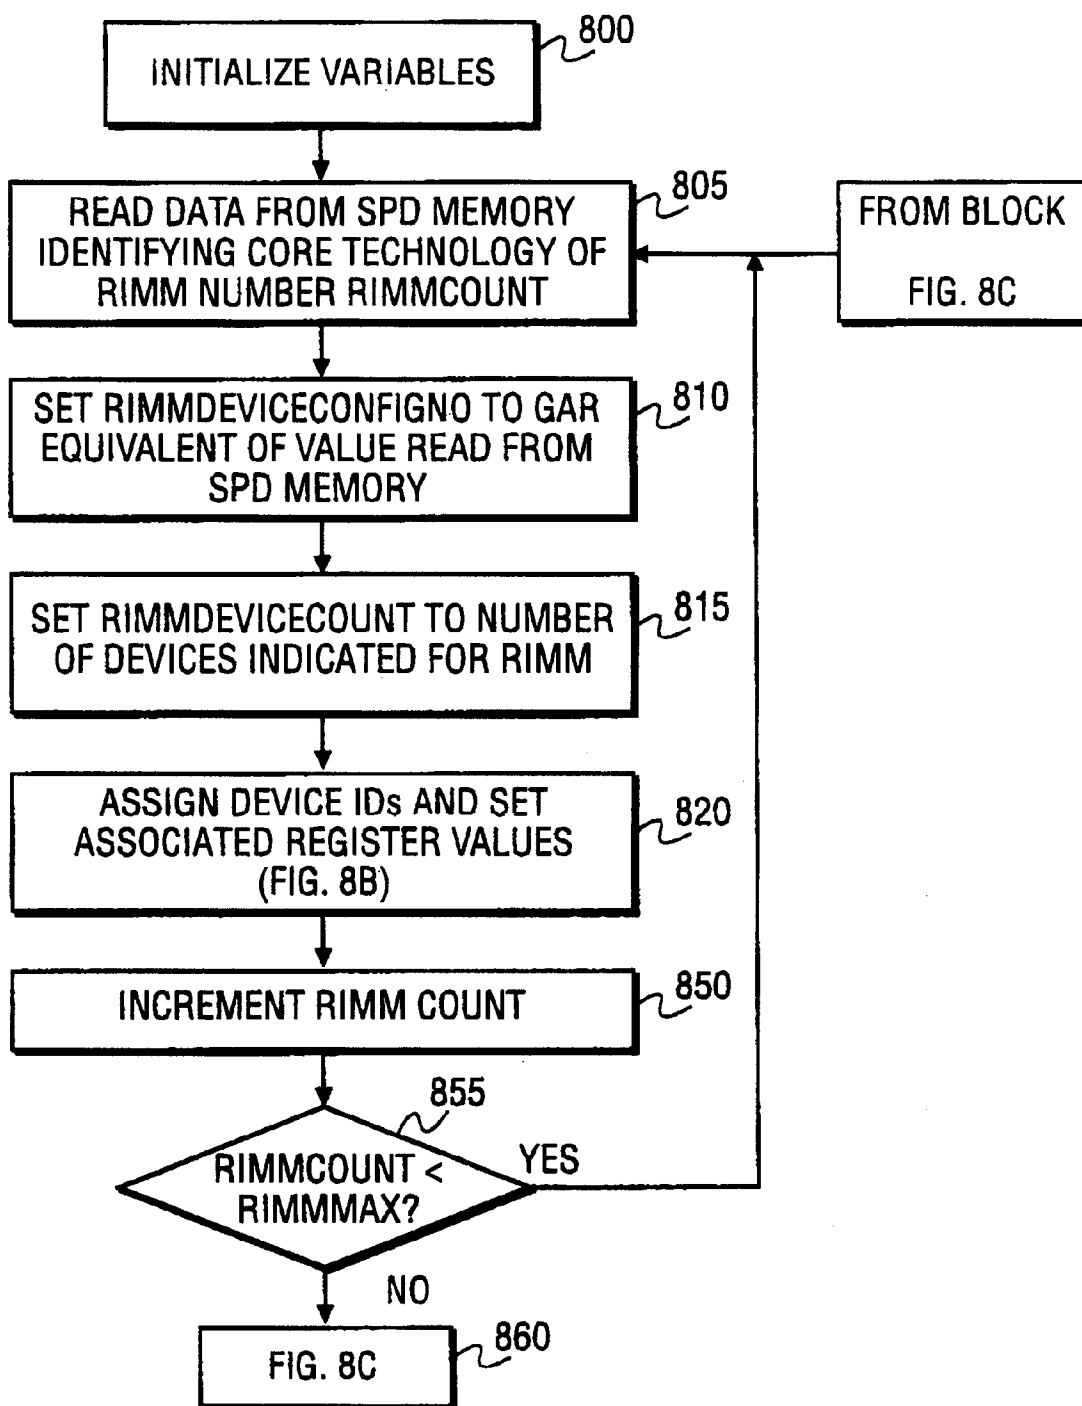 800
INITIALIZE VARIABLES
805
READ DATA FROM SPD MEMORY
IDENTIFYING CORE TECHNOLOGY OF
RIMM NUMBER RIMMCOUNT
FROM BLOCK
FIG. 8C
810
SET RIMMDEVICECONFIGNO TO GAR
EQUIVALENT OF VALUE READ FROM
SPD MEMORY
815
SET RIMMDEVICECOUNT TO NUMBER
OF DEVICES INDICATED FOR RIMM
820
ASSIGN DEVICE IDs AND SET
ASSOCIATED REGISTER VALUES
(FIG. 8B)
850
INCREMENT RIMM COUNT
855
RIMMCOUNT <
RIMMMAX?
YES
NO
860
FIG. 8C